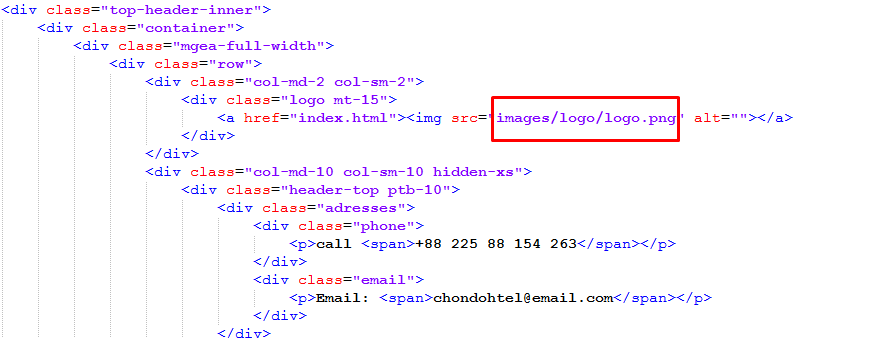 <div class="top-header-inner">
<div class="container">
<div class="mgea-full-width">
<div class="row">
<div class="col-md-2 col-sm-2">
<div class="logo mt-15">
<a href="index.html"><img src="images/logo/logo.png" alt=""></a>
</div>
</div>
<div class="col-md-10 col-sm-10 hidden-xs">
<div class="header-top ptb-10">
<div class="adresses">
<div class="phone">
<p>call <span>+88 225 88 154 263</span></p>
</div>
<div class="email">
<p>Email: <span>chondohtel@email.com</span></p>
</div>
</div>